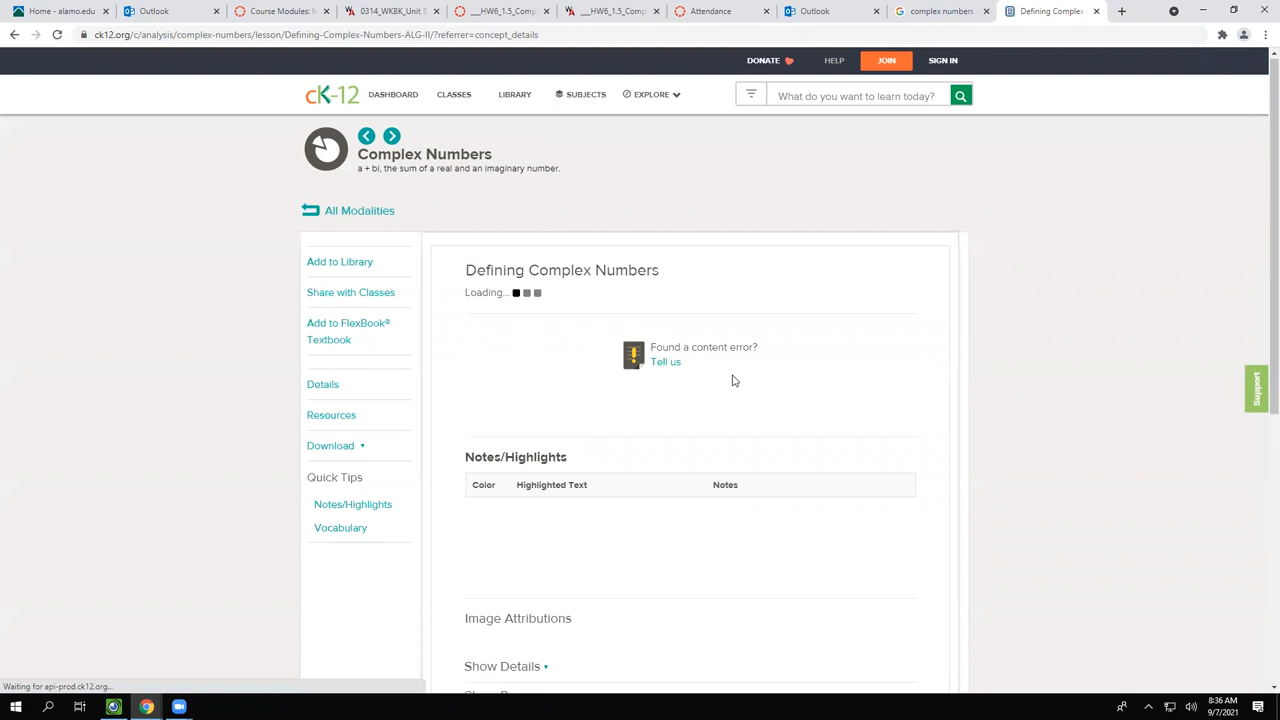 Home - alamo.edu
Outlook
Course Modules: M
0314_WKBK_Unit 8
__HW6_1.5_Comp
__HW6_1.5_Comp
Attendance
Outlook
complex numbers
Defining Complex
ck12.org/c/analysis/complex-numbers/lesson/Defining-Complex-Numbers-ALG-II/?referrer=concept_details
DONATE HELP JOIN SIGN IN
cK-12 DASHBOARD CLASSES LIBRARY SUBJECTS EXPLORE What do you want to learn today?
Complex Numbers
a + bi, the sum of a real and an imaginary number.
All Modalities
Add to Library
Share with Classes
Add to FlexBook®
Textbook
Details
Resources
Download
Quick Tips
Notes/Highlights
Vocabulary
Defining Complex Numbers
Loading...
Found a content error?
Tell us
Notes/Highlights
Color Highlighted Text Notes
Image Attributions
Show Details
Support
Waiting for api-prod.ck12.org...
8:36 AM
9/7/2021